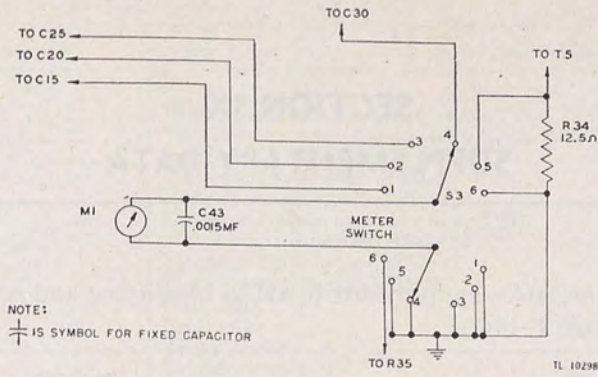 TO C30
TO C25
TO C20
TO C15
TO T5
R34
12.5Ω
3
4
2
5
1
S3
6
M1
C43
.0015MF
METER
SWITCH
6
5
4
3
2
1
NOTE:
IS SYMBOL FOR FIXED CAPACITOR
TO R35
TL 10298